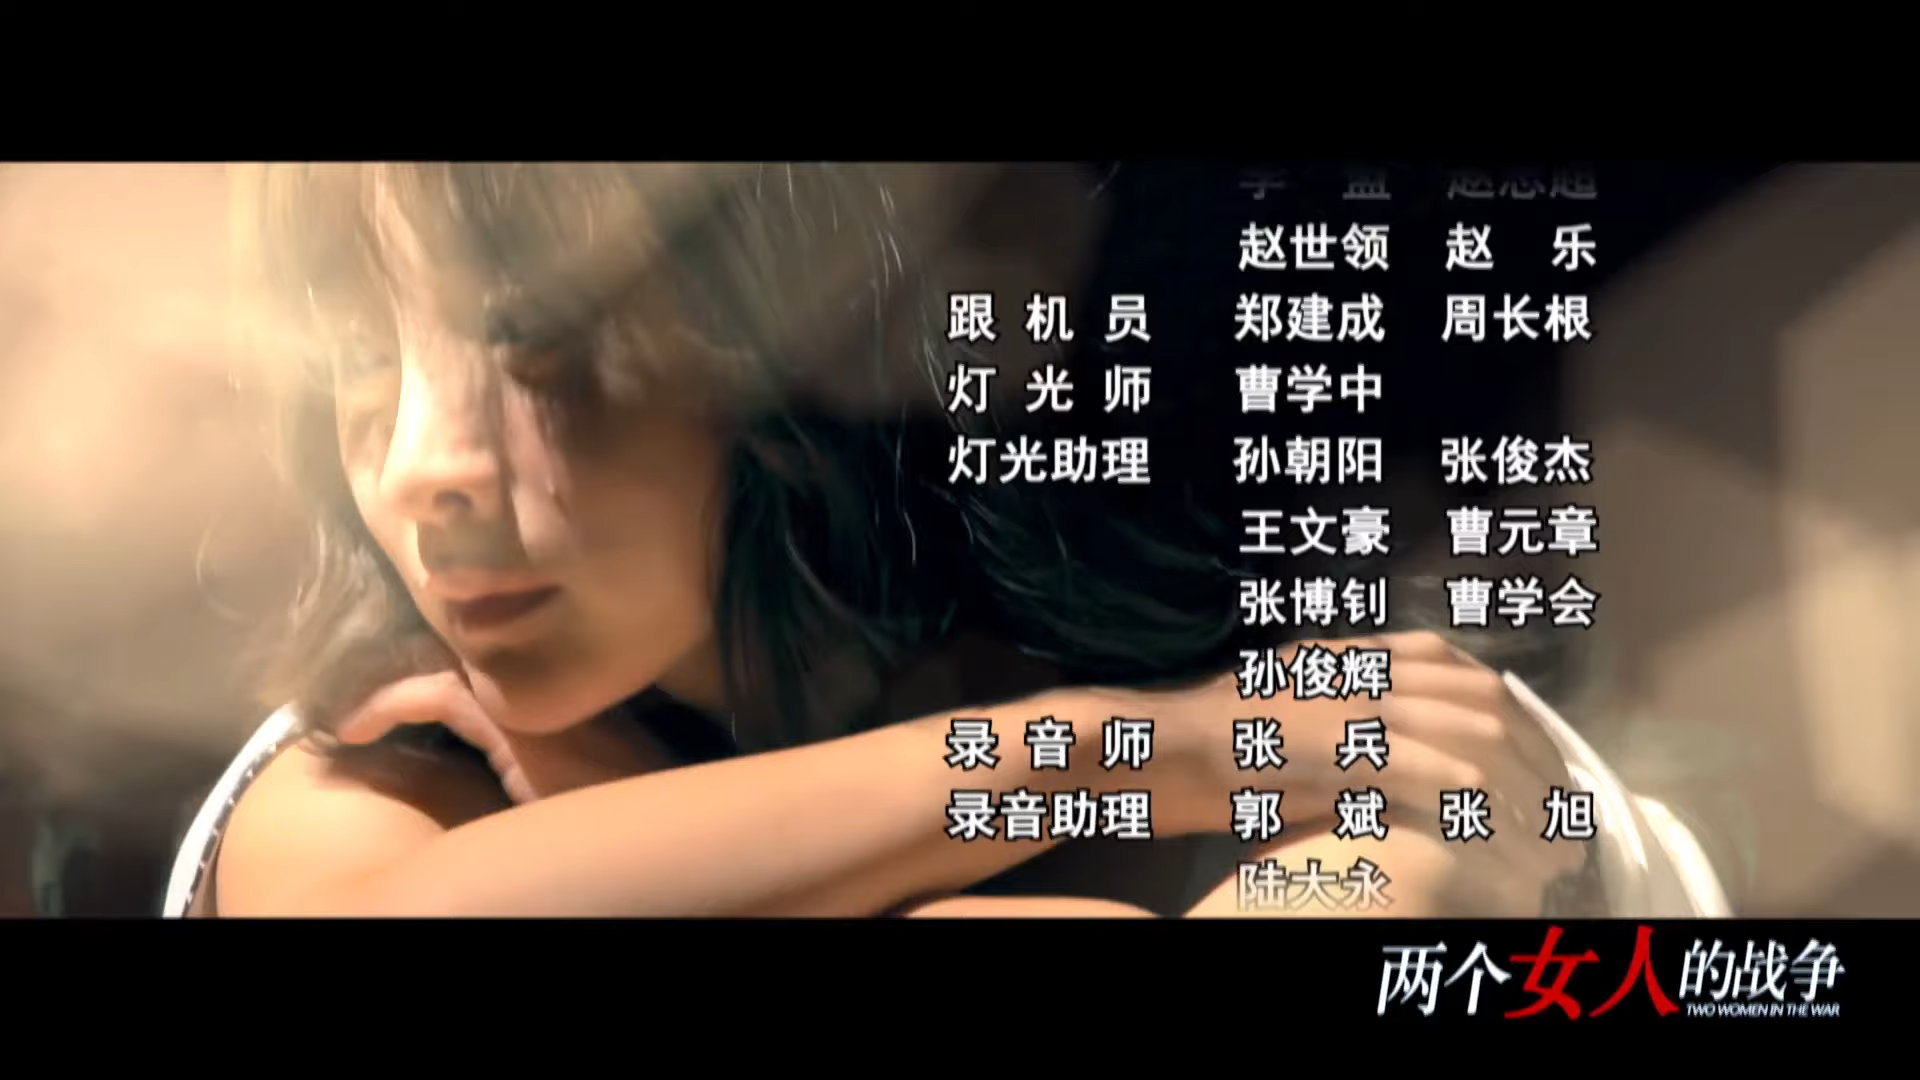 赵世领 赵 乐
跟 机 员 郑建成 周长根
灯 光 师 曹学中
灯光助理 孙朝阳 张俊杰
王文豪 曹元章
张博钊 曹学会
孙俊辉
录 音 师 张 兵
录音助理 郭 斌 张 旭
陆大永
两个女人的战争
TWO WOMEN IN THE WAR